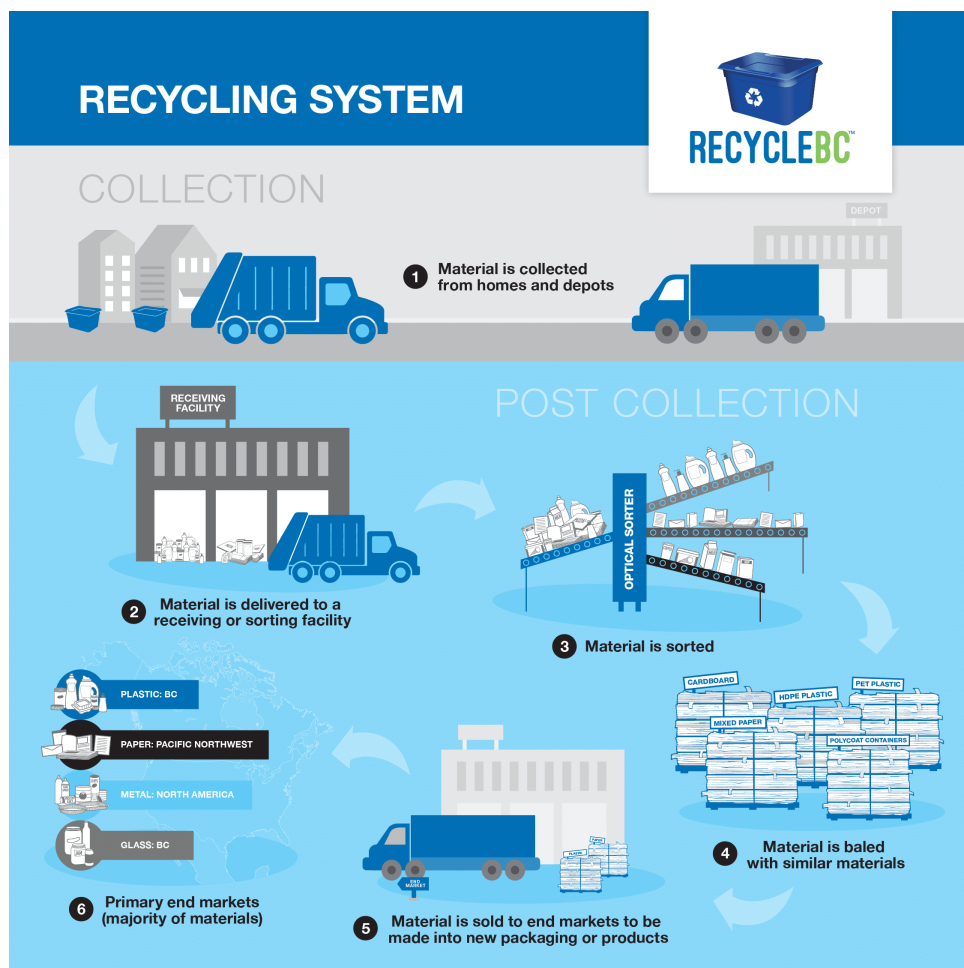 RECYCLING SYSTEM
RECYCLEBC™
COLLECTION
DEPOT
1
Material is collected
from homes and depots
RECEIVING
FACILITY
POST COLLECTION
OPTICAL SORTER
2
Material is delivered to a
receiving or sorting facility
3
Material is sorted
CARDBOARD
HDPE PLASTIC
PET PLASTIC
MIXED PAPER
POLYCOAT CONTAINERS
4
Material is baled
with similar materials
PLASTIC
PAPER
END
MARKET
5
Material is sold to end markets to be
made into new packaging or products
PLASTIC: BC
PAPER: PACIFIC NORTHWEST
METAL: NORTH AMERICA
GLASS: BC
6
Primary end markets
(majority of materials)